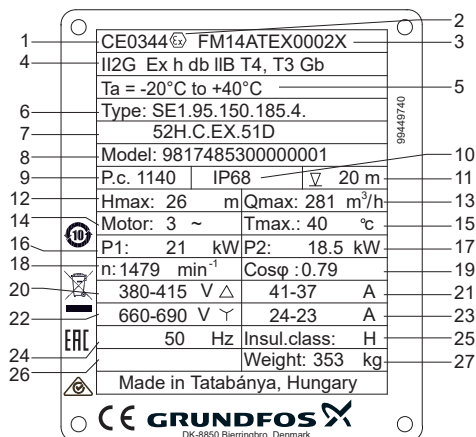 2
1 CE0344 Ex FM14ATEX0002X 3
4 II2G Ex h db IIB T4, T3 Gb
Ta = -20°C to +40°C 5
6 Type: SE1.95.150.185.4.
7 52H.C.EX.51D
99449740
8 Model: 9817485300000001 10
9 P.c. 1140 IP68 20 m 11
12 Hmax: 26 m Qmax: 281 m³/h 13
14 Motor: 3 ~ Tmax.: 40 °C 15
10
16 P1: 21 kW P2: 18.5 kW 17
18 n: 1479 min⁻¹ Cosφ : 0.79 19
20 380-415 V △ 41-37 A 21
22 660-690 V Y 24-23 A 23
EAC
24 50 Hz Insul.class: H 25
26 Weight: 353 kg 27
Made in Tatabánya, Hungary
CE GRUNDFOS X
DK-8850 Bjerringbro, Denmark